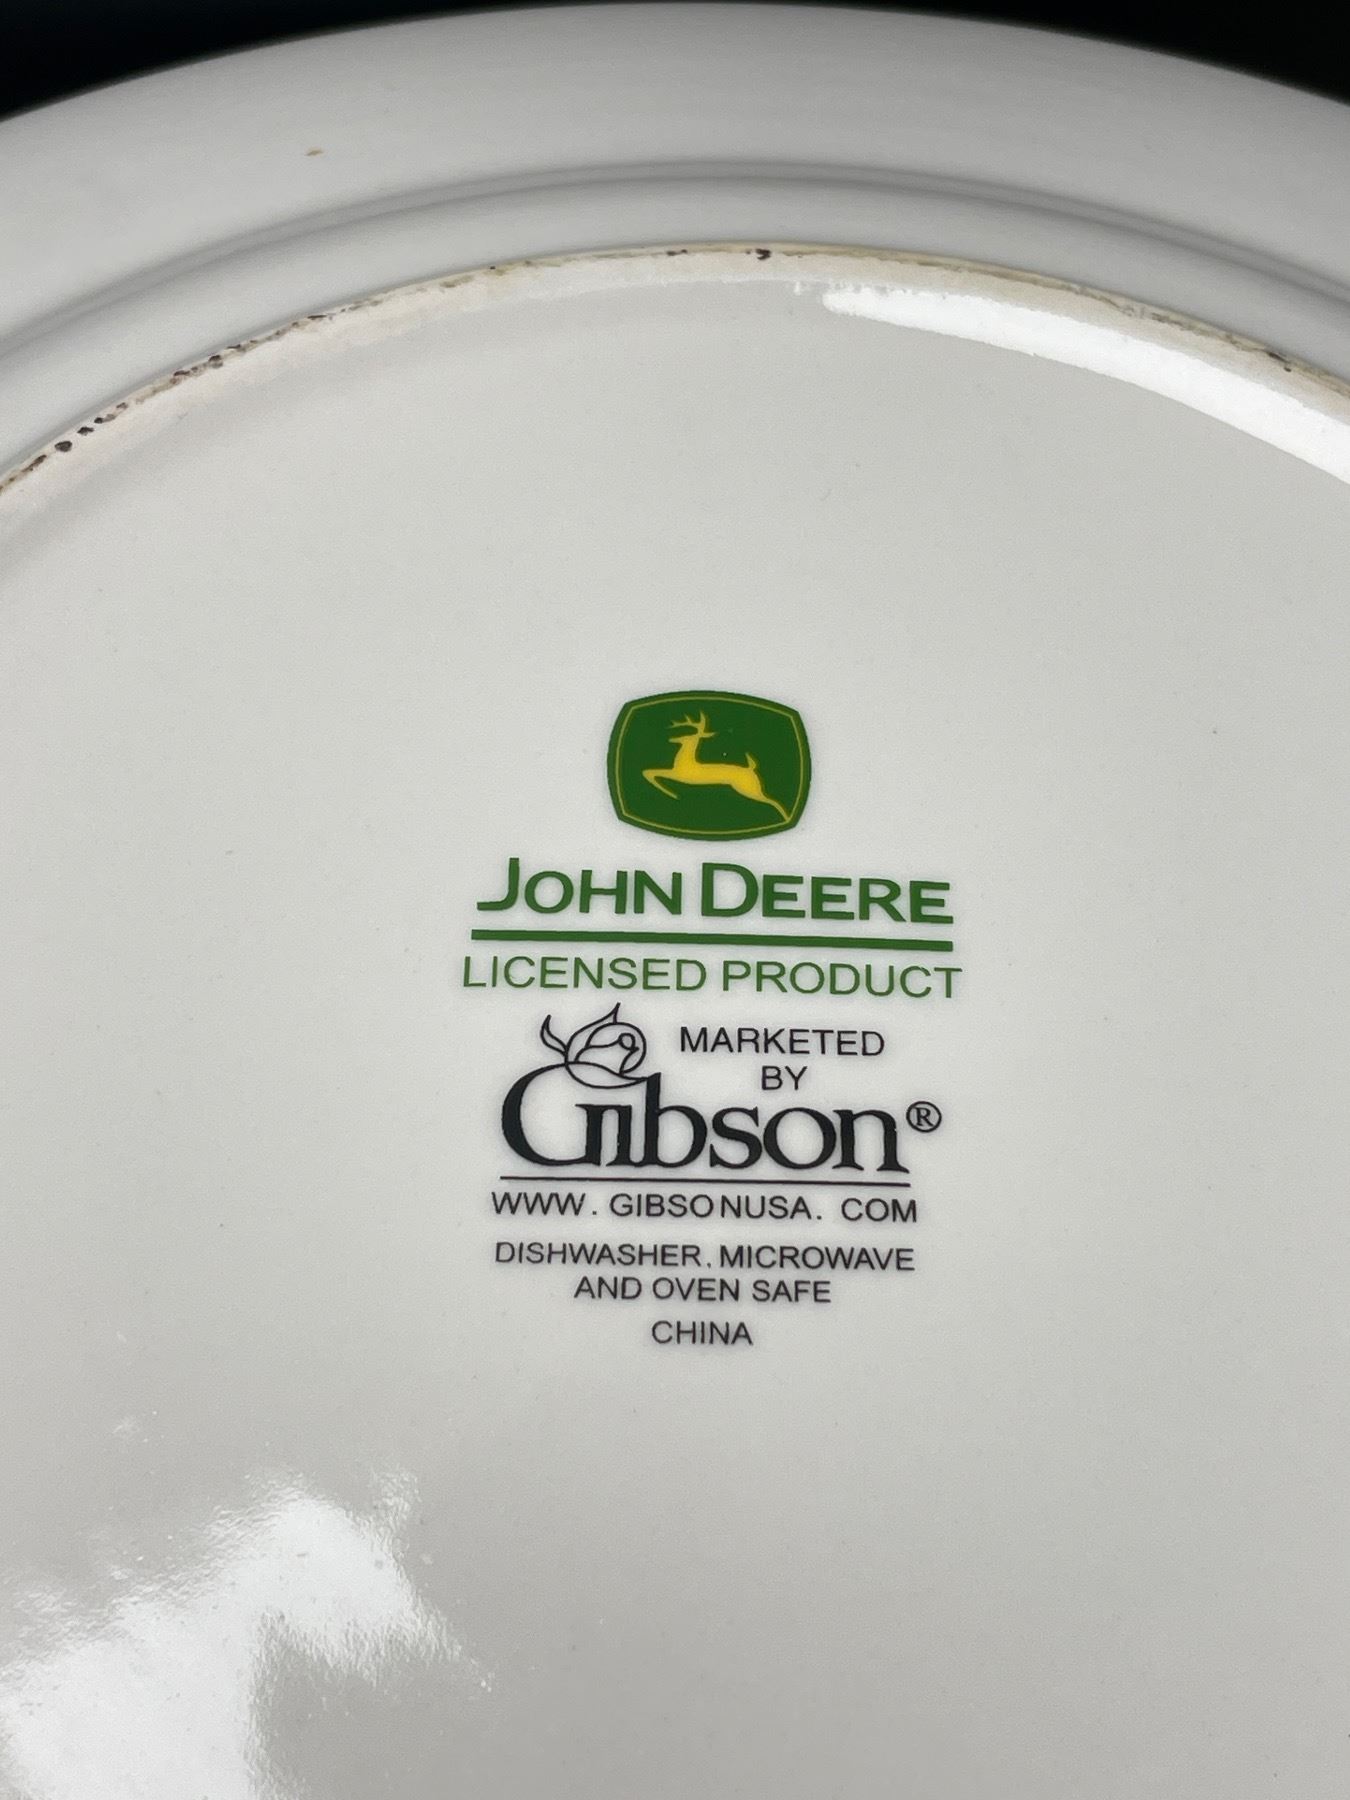 JOHN DEERE
LICENSED PRODUCT
MARKETED
BY
Gibson®
WWW. GIBSONUSA. COM
DISHWASHER, MICROWAVE
AND OVEN SAFE
CHINA